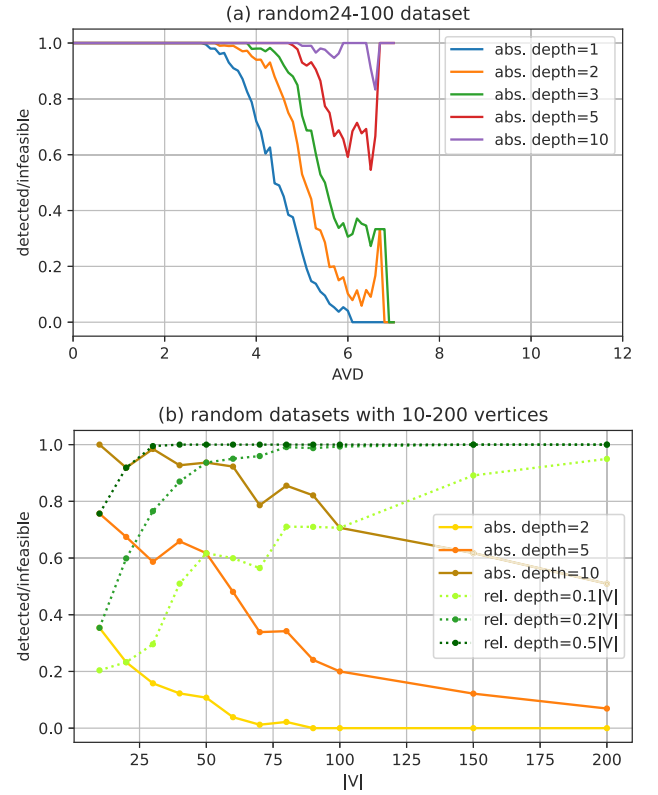 (a) random24-100 dataset
1.0
0.8
0.6
0.4
0.2
0.0
detected/infeasible
abs. depth=1
abs. depth=2
abs. depth=3
abs. depth=5
abs. depth=10
0 2 4 6 8 10 12
AVD
(b) random datasets with 10-200 vertices
1.0
0.8
0.6
0.4
0.2
0.0
detected/infeasible
abs. depth=2
abs. depth=5
abs. depth=10
rel. depth=0.1|V|
rel. depth=0.2|V|
rel. depth=0.5|V|
25 50 75 100 125 150 175 200
|V|